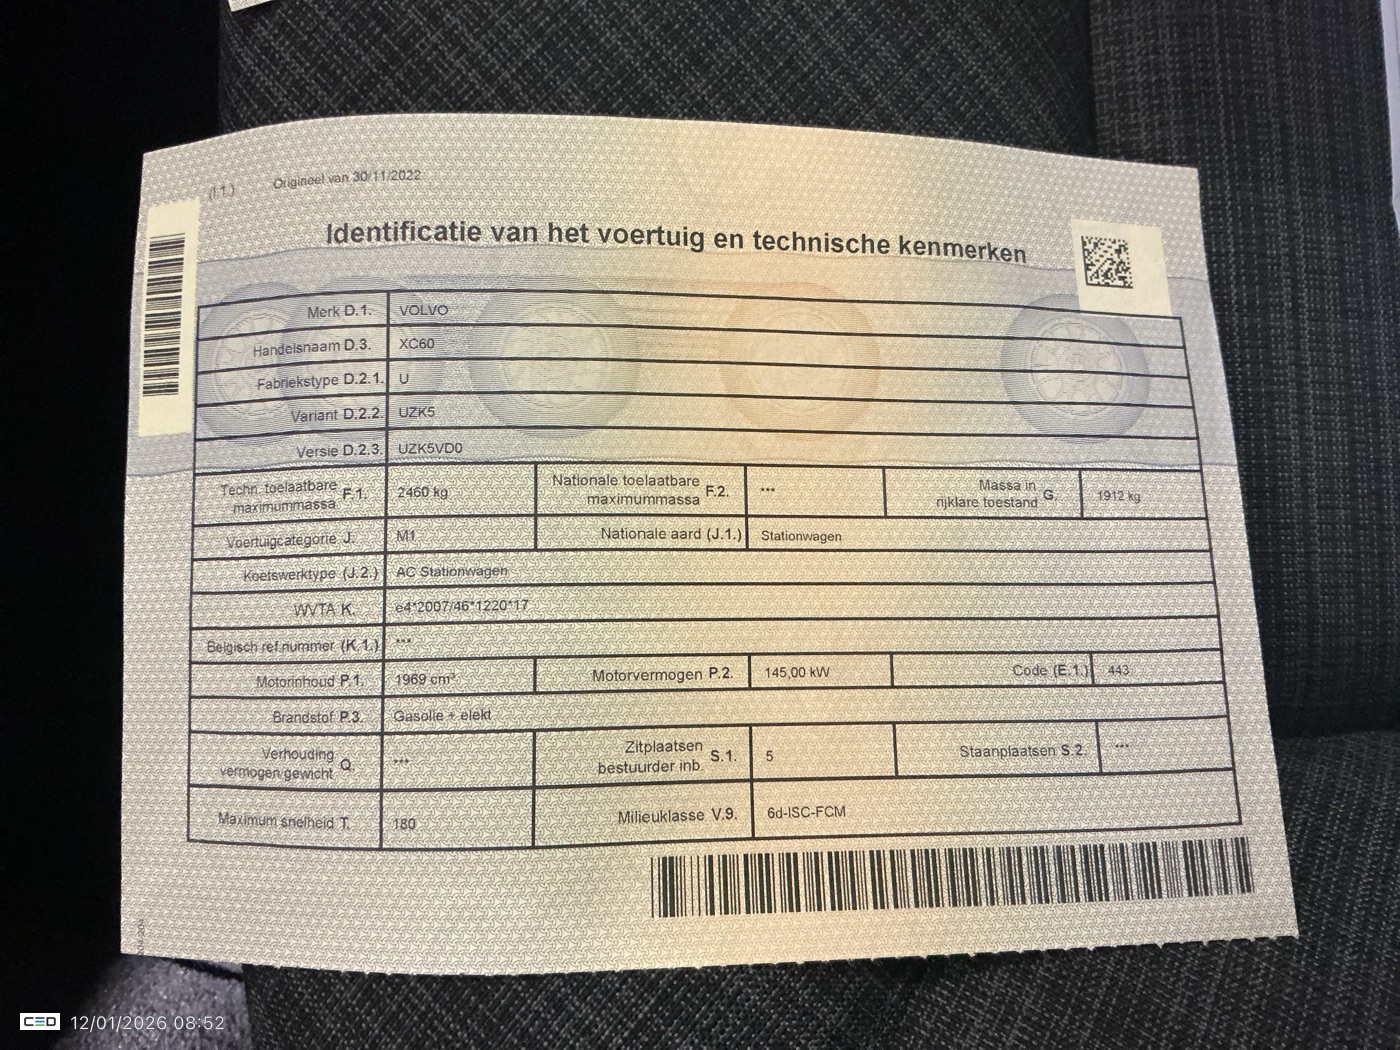 (I.1.) Origineel van 30/11/2022
Identificatie van het voertuig en technische kenmerken
Merk D.1. VOLVO
Handelsnaam D.3. XC60
Fabriekstype D.2.1. U
Variant D.2.2. UZK5
Versie D.2.3. UZK5VD0
Techn. toelaatbare maximummassa F.1. 2460 kg Nationale toelaatbare maximummassa F.2. *** Massa in rijklare toestand G. 1912 kg
Voertuigcategorie J. M1 Nationale aard (J.1.) Stationwagen
Koetswerktype (J.2.) AC Stationwagen
WVTA K. e4*2007/46*1220*17
Belgisch ref.nummer (K.1.) ***
Motorinhoud P.1. 1969 cm³ Motorvermogen P.2. 145,00 kW Code (E.1.) 443
Brandstof P.3. Gasolie + elekt
Verhouding vermogen/gewicht Q. *** Zitplaatsen bestuurder inb. S.1. 5 Staanplaatsen S.2. ***
Maximum snelheid T. 180 Milieuklasse V.9. 6d-ISC-FCM
CED 12/01/2026 08:52